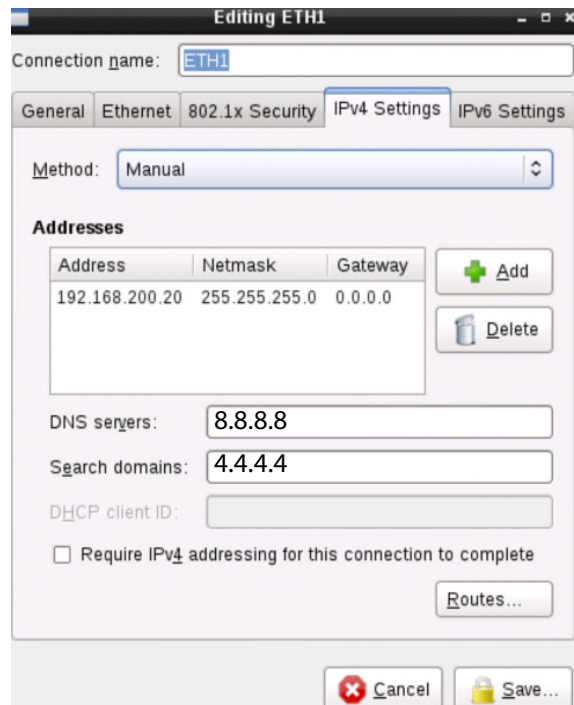 Editing ETH1
Connection name: ETH1
General Ethernet 802.1x Security IPv4 Settings IPv6 Settings
Method: Manual
Addresses
Address Netmask Gateway
192.168.200.20 255.255.255.0 0.0.0.0
Add
Delete
DNS servers: 8.8.8.8
Search domains: 4.4.4.4
DHCP client ID:
Require IPv4 addressing for this connection to complete
Routes...
Cancel Save...